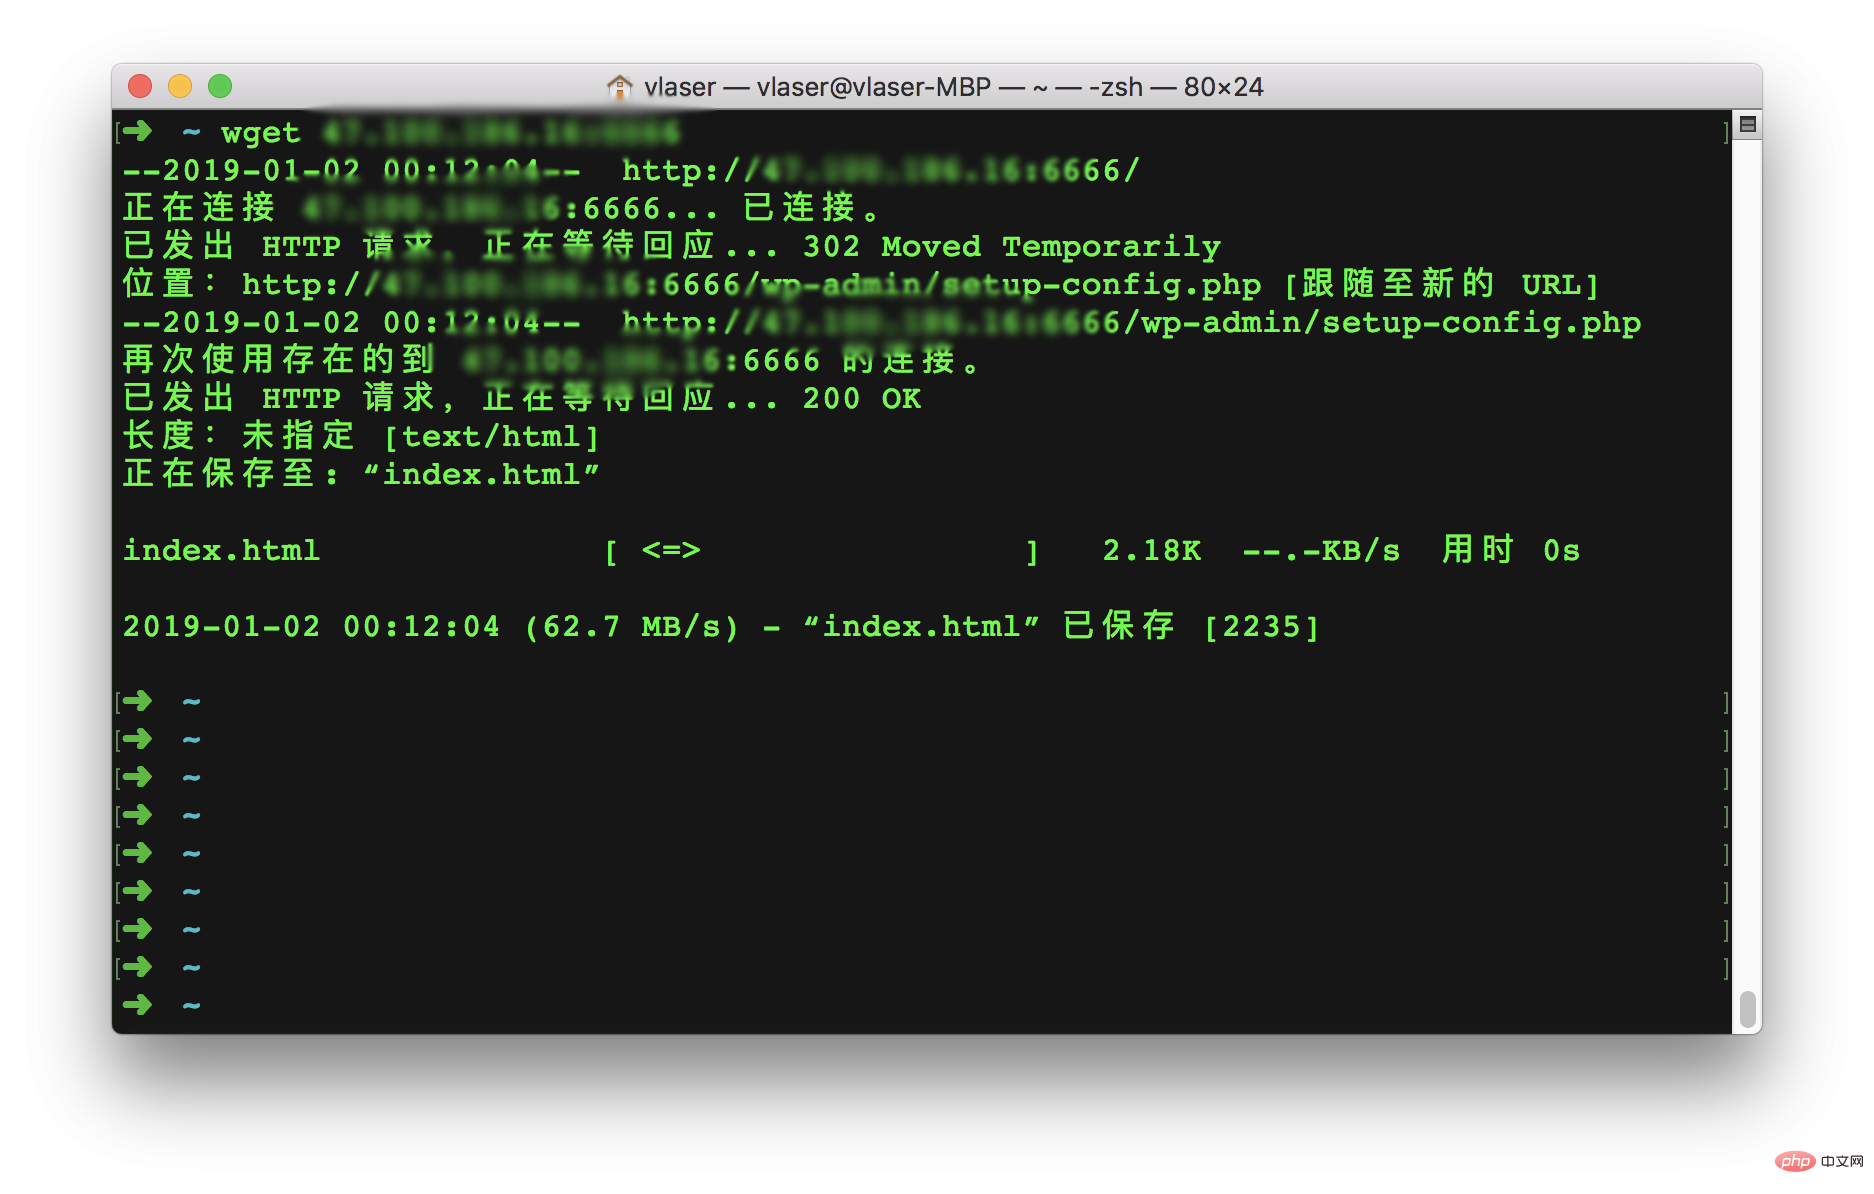 vlaser — vlaser@vlaser-MBP — ~ — -zsh — 80×24
[➜ ~ wget ]
--2019-01-02 00:12:04-- http://:6666/
正在连接 :6666... 已连接。
已发出 HTTP 请求，正在等待回应... 302 Moved Temporarily
位置：http://:6666/wp-admin/setup-config.php [跟随至新的 URL]
--2019-01-02 00:12:04-- http://:6666/wp-admin/setup-config.php
再次使用存在的到 :6666 的连接。
已发出 HTTP 请求，正在等待回应... 200 OK
长度：未指定 [text/html]
正在保存至: “index.html”
index.html [ <=> ] 2.18K --.-KB/s 用时 0s
2019-01-02 00:12:04 (62.7 MB/s) - “index.html” 已保存 [2235]
[➜ ~ ]
[➜ ~ ]
[➜ ~ ]
[➜ ~ ]
[➜ ~ ]
[➜ ~ ]
[➜ ~ ]
[➜ ~ ]
➜ ~
php 中文网